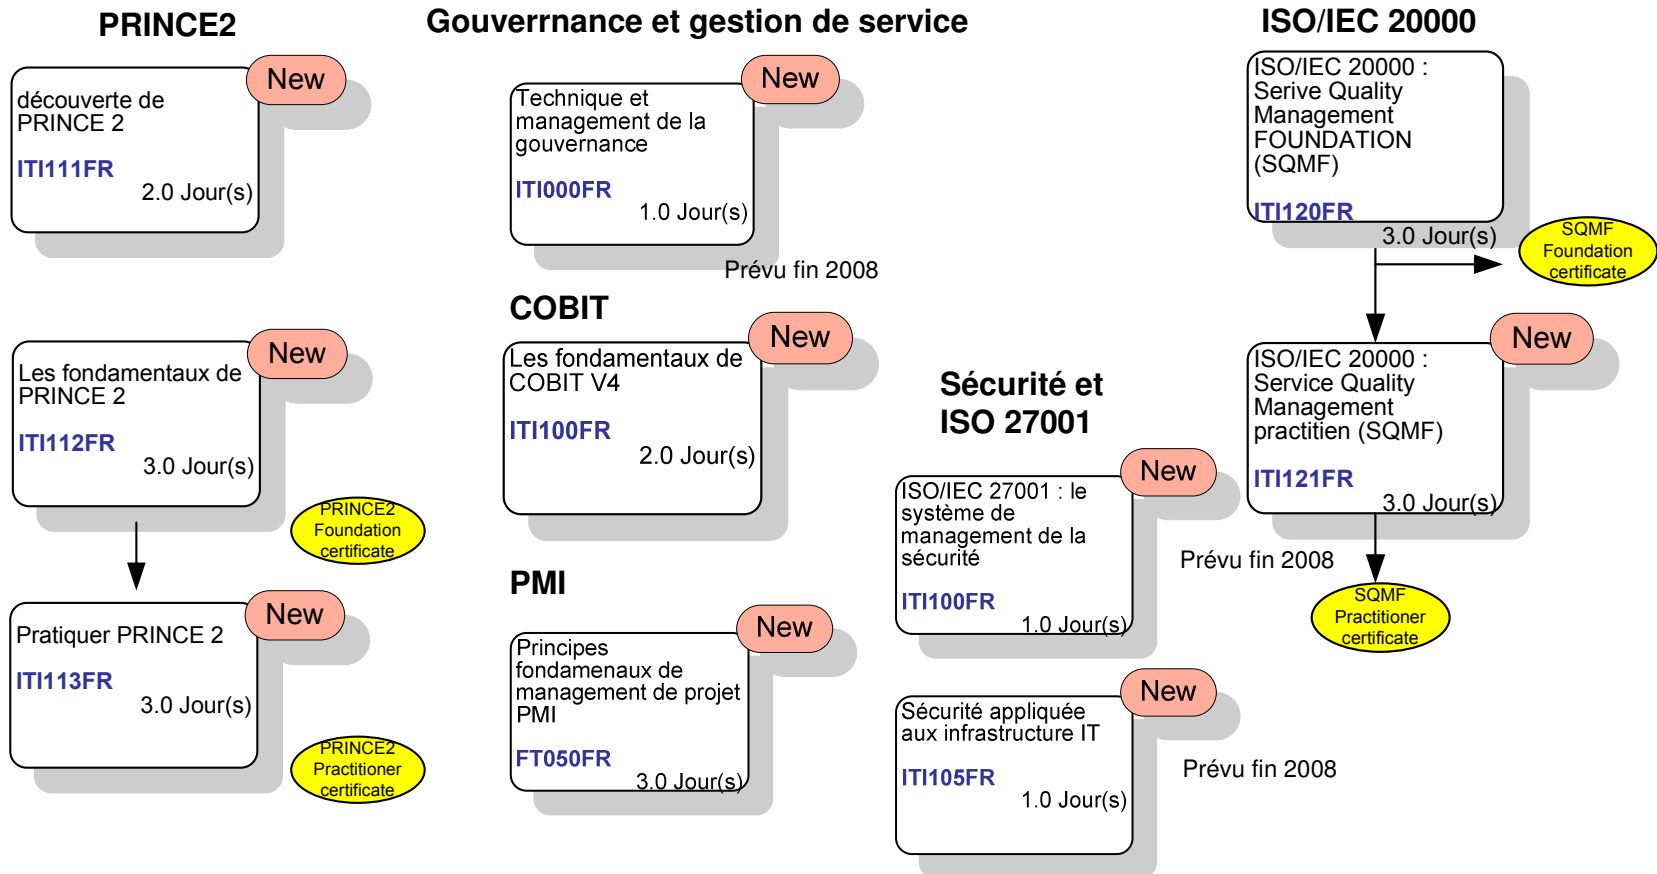 PRINCE2
New
découverte de
PRINCE 2
ITI111FR
2.0 Jour(s)
New
Les fondamentaux de
PRINCE 2
ITI112FR
3.0 Jour(s)
PRINCE2
Foundation
certificate
New
Pratiquer PRINCE 2
ITI113FR
3.0 Jour(s)
PRINCE2
Practitioner
certificate
Gouverrnance et gestion de service
New
Technique et
management de la
gouvernance
ITI000FR
1.0 Jour(s)
Prévu fin 2008
COBIT
New
Les fondamentaux de
COBIT V4
ITI100FR
2.0 Jour(s)
PMI
New
Principes
fondamenaux de
management de projet
PMI
FT050FR
3.0 Jour(s)
Sécurité et
ISO 27001
New
ISO/IEC 27001 : le
système de
management de la
sécurité
ITI100FR
1.0 Jour(s)
Prévu fin 2008
New
Sécurité appliquée
aux infrastructure IT
ITI105FR
1.0 Jour(s)
Prévu fin 2008
ISO/IEC 20000
ISO/IEC 20000 :
Serive Quality
Management
FOUNDATION
(SQMF)
ITI120FR
3.0 Jour(s)
SQMF
Foundation
certificate
New
ISO/IEC 20000 :
Service Quality
Management
practitien (SQMF)
ITI121FR
3.0 Jour(s)
SQMF
Practitioner
certificate